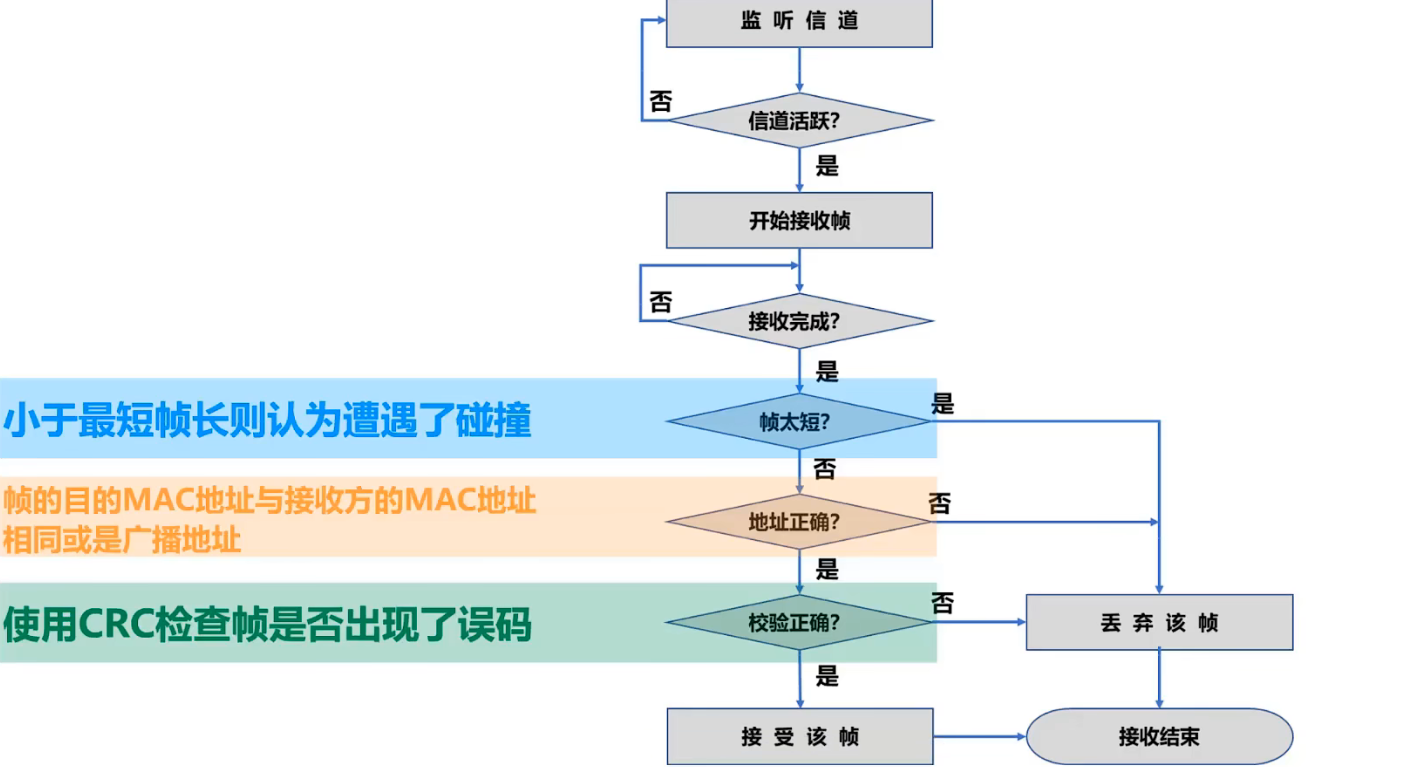 监 听 信 道
否
信道活跃?
是
开始接收帧
否
接收完成?
是
小于最短帧长则认为遭遇了碰撞
帧太短?
是
否
帧的目的MAC地址与接收方的MAC地址
相同或是广播地址
地址正确?
否
是
使用CRC检查帧是否出现了误码
校验正确?
否
丢 弃 该 帧
是
接 受 该 帧
接收结束